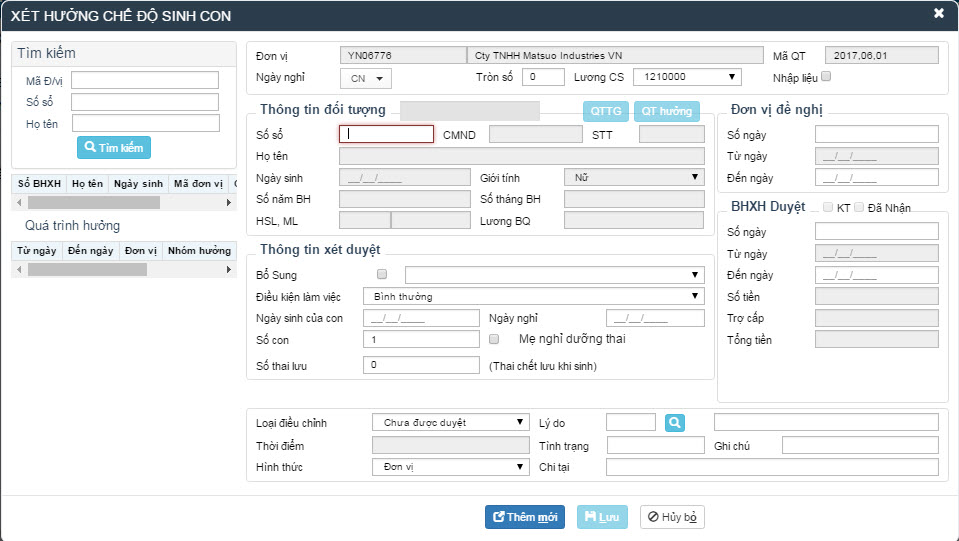 XÉT HƯỞNG CHẾ ĐỘ SINH CON
Tìm kiếm
Mã Đ/vị
Số sổ
Họ tên
Tìm kiếm
Số BHXH Họ tên Ngày sinh Mã đơn vị
Quá trình hưởng
Từ ngày Đến ngày Đơn vị Nhóm hưởng
Đơn vị YN06776 Cty TNHH Matsuo Industries VN Mã QT 2017,06,01
Ngày nghỉ CN Tròn số 0 Lương CS 1210000 Nhập liệu
Thông tin đối tượng QTTG QT hưởng
Số sổ CMND STT
Họ tên
Ngày sinh __/__/____ Giới tính Nữ
Số năm BH Số tháng BH
HSL, ML Lương BQ
Đơn vị đề nghị
Số ngày
Từ ngày __/__/____
Đến ngày __/__/____
Thông tin xét duyệt
Bổ Sung
Điều kiện làm việc Bình thường
Ngày sinh của con __/__/____ Ngày nghỉ __/__/____
Số con 1 Mẹ nghỉ dưỡng thai
Số thai lưu 0 (Thai chết lưu khi sinh)
BHXH Duyệt KT Đã Nhận
Số ngày
Từ ngày __/__/____
Đến ngày __/__/____
Số tiền
Trợ cấp
Tổng tiền
Loại điều chỉnh Chưa được duyệt Lý do
Thời điểm Tình trạng Ghi chú
Hình thức Đơn vị Chi tại
Thêm mới Lưu Hủy bỏ